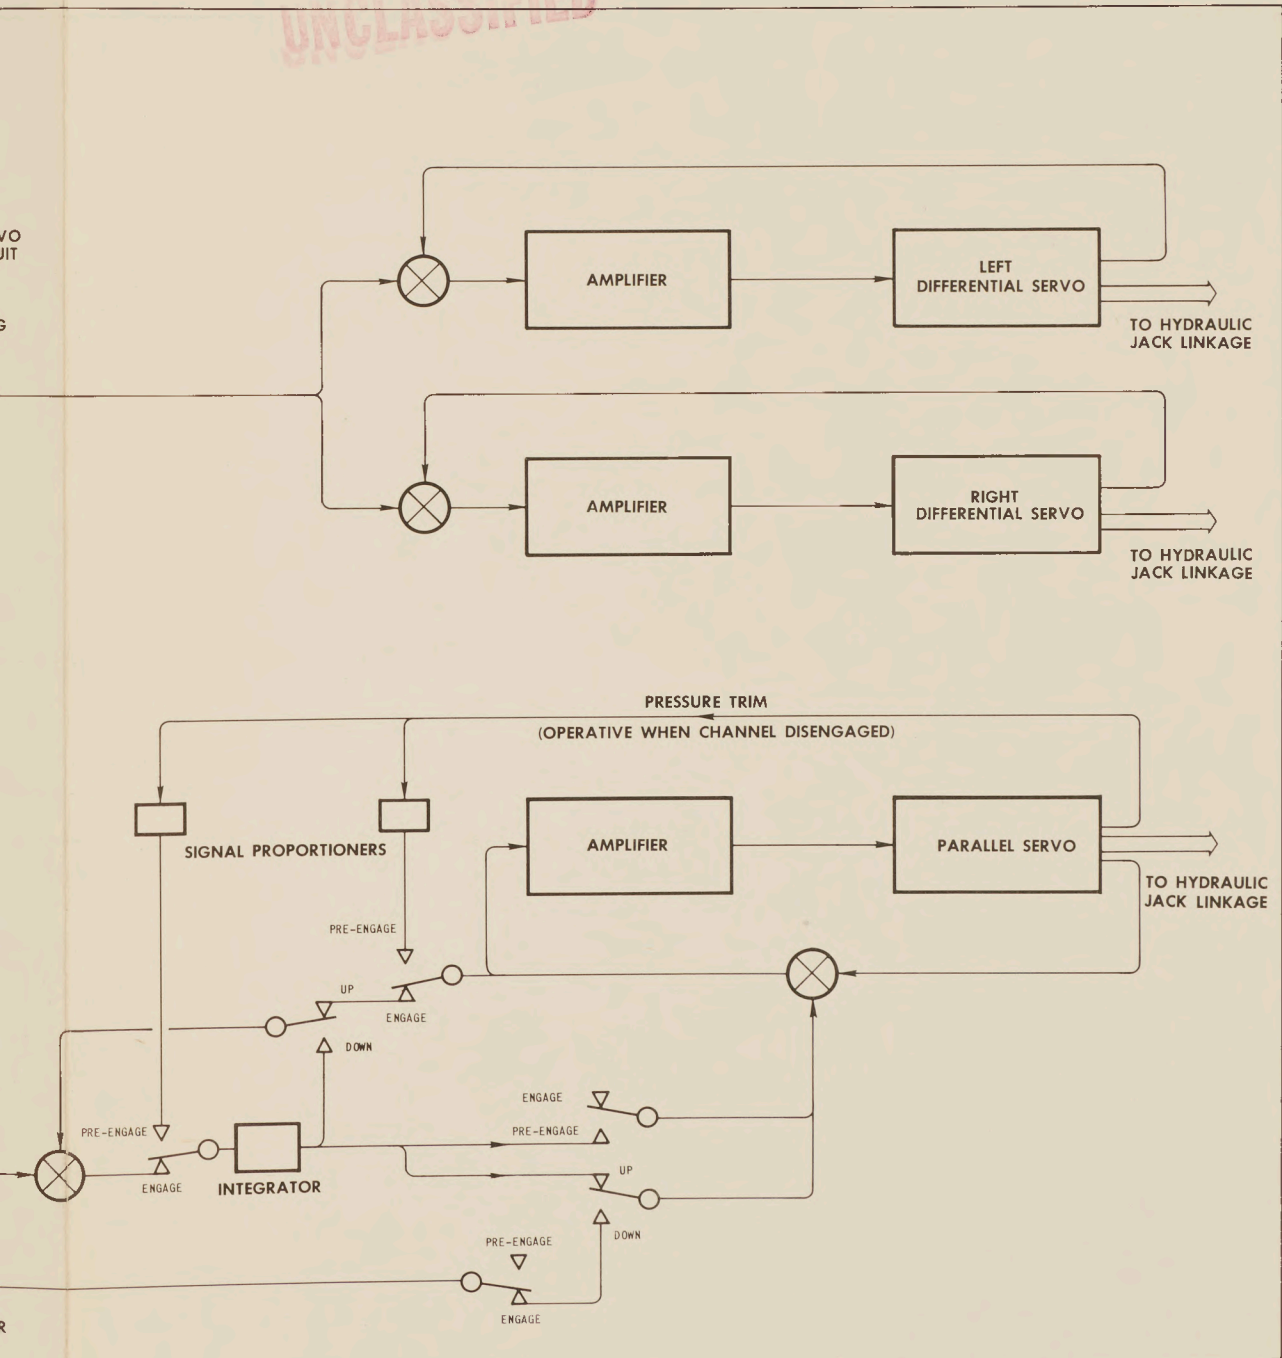 UNCLASSIFIED
VO
UIT
G
AMPLIFIER
LEFT
DIFFERENTIAL SERVO
TO HYDRAULIC
JACK LINKAGE
AMPLIFIER
RIGHT
DIFFERENTIAL SERVO
TO HYDRAULIC
JACK LINKAGE
PRESSURE TRIM
(OPERATIVE WHEN CHANNEL DISENGAGED)
SIGNAL PROPORTIONERS
AMPLIFIER
PARALLEL SERVO
TO HYDRAULIC
JACK LINKAGE
PRE-ENGAGE
UP
ENGAGE
DOWN
ENGAGE
PRE-ENGAGE
PRE-ENGAGE
UP
ENGAGE
INTEGRATOR
DOWN
PRE-ENGAGE
ENGAGE
R